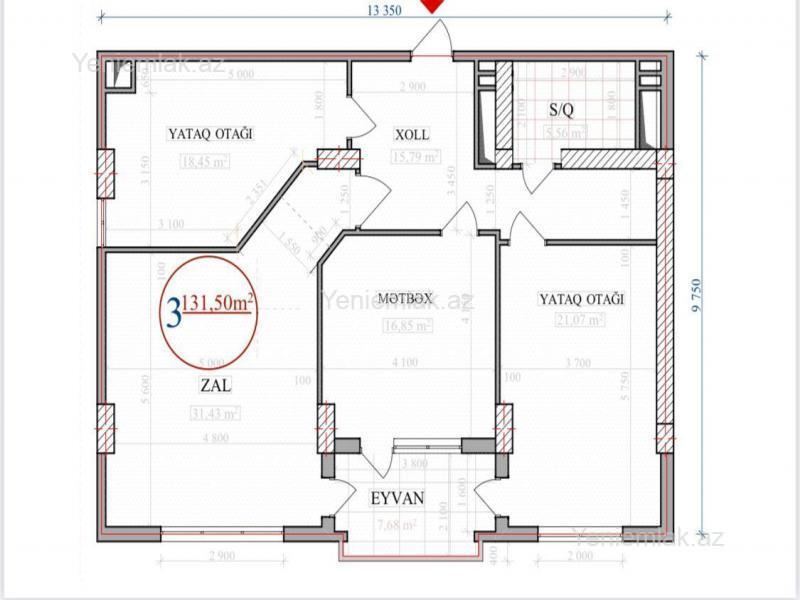 13 350
Yeniemlak.az
650
5 000
1 800
2 900
2 900
2 100
1 800
S/Q
5,56 m²
YATAQ OTAĞI
18,45 m²
XOLL
15,79 m²
3 150
2 351
1 250
3 450
1 250
1 450
3 100
1 550
900
100
100
9 750
3 131,50m²
Yeniemlak.az
MƏTBƏX
16,85 m²
YATAQ OTAĞI
21,07 m²
5 000
4 100
3 700
100
100
5 600
5 750
ZAL
31,43 m²
4 800
3 800
1 600
EYVAN
7,68 m²
2 100
Yeniemlak.az
2 900
400
2 000